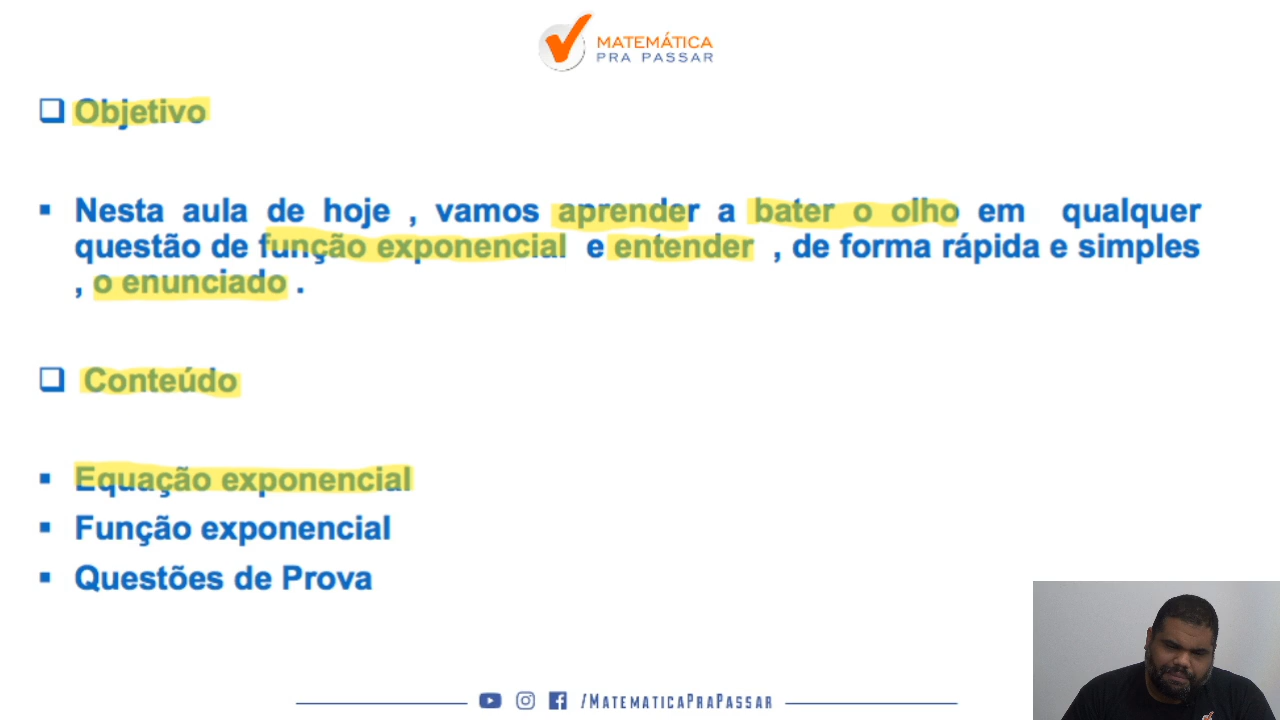 MATEMÁTICA
PRA PASSAR
Objetivo
Nesta aula de hoje , vamos aprender a bater o olho em qualquer
questão de função exponencial e entender , de forma rápida e simples
, o enunciado .
Conteúdo
Equação exponencial
Função exponencial
Questões de Prova
/MATEMATICAPRAPASSAR